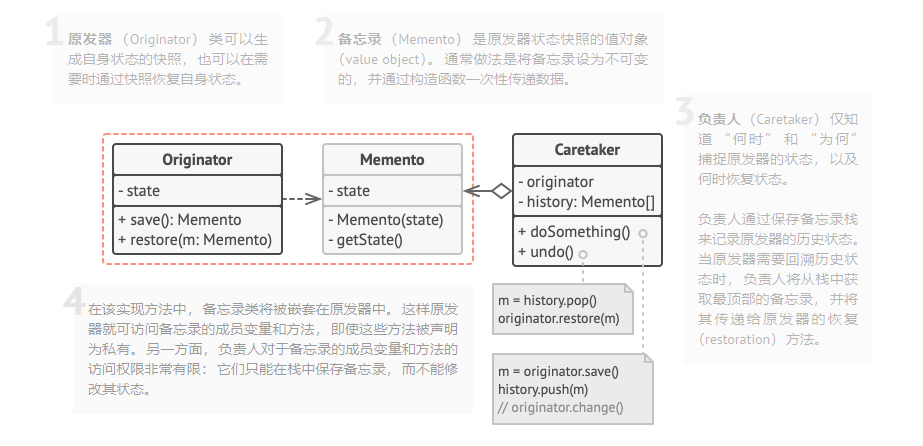 1
原发器 (Originator) 类可以生
成自身状态的快照, 也可以在需
要时通过快照恢复自身状态。
2
备忘录 (Memento) 是原发器状态快照的值对象
(value object)。 通常做法是将备忘录设为不可变
的, 并通过构造函数一次性传递数据。
3
负责人 (Caretaker) 仅知
道 “何时” 和 “为何”
捕捉原发器的状态, 以及
何时恢复状态。
负责人通过保存备忘录栈
来记录原发器的历史状态。
当原发器需要回溯历史状
态时, 负责人将从栈中获
取最顶部的备忘录, 并将
其传递给原发器的恢复
(restoration) 方法。
Originator
- state
+ save(): Memento
+ restore(m: Memento)
Memento
- state
- Memento(state)
- getState()
Caretaker
- originator
- history: Memento[]
+ doSomething()
+ undo()
m = history.pop()
originator.restore(m)
m = originator.save()
history.push(m)
// originator.change()
4
在该实现方法中, 备忘录类将被嵌套在原发器中。 这样原发
器就可访问备忘录的成员变量和方法, 即使这些方法被声明
为私有。 另一方面, 负责人对于备忘录的成员变量和方法的
访问权限非常有限: 它们只能在栈中保存备忘录, 而不能修
改其状态。